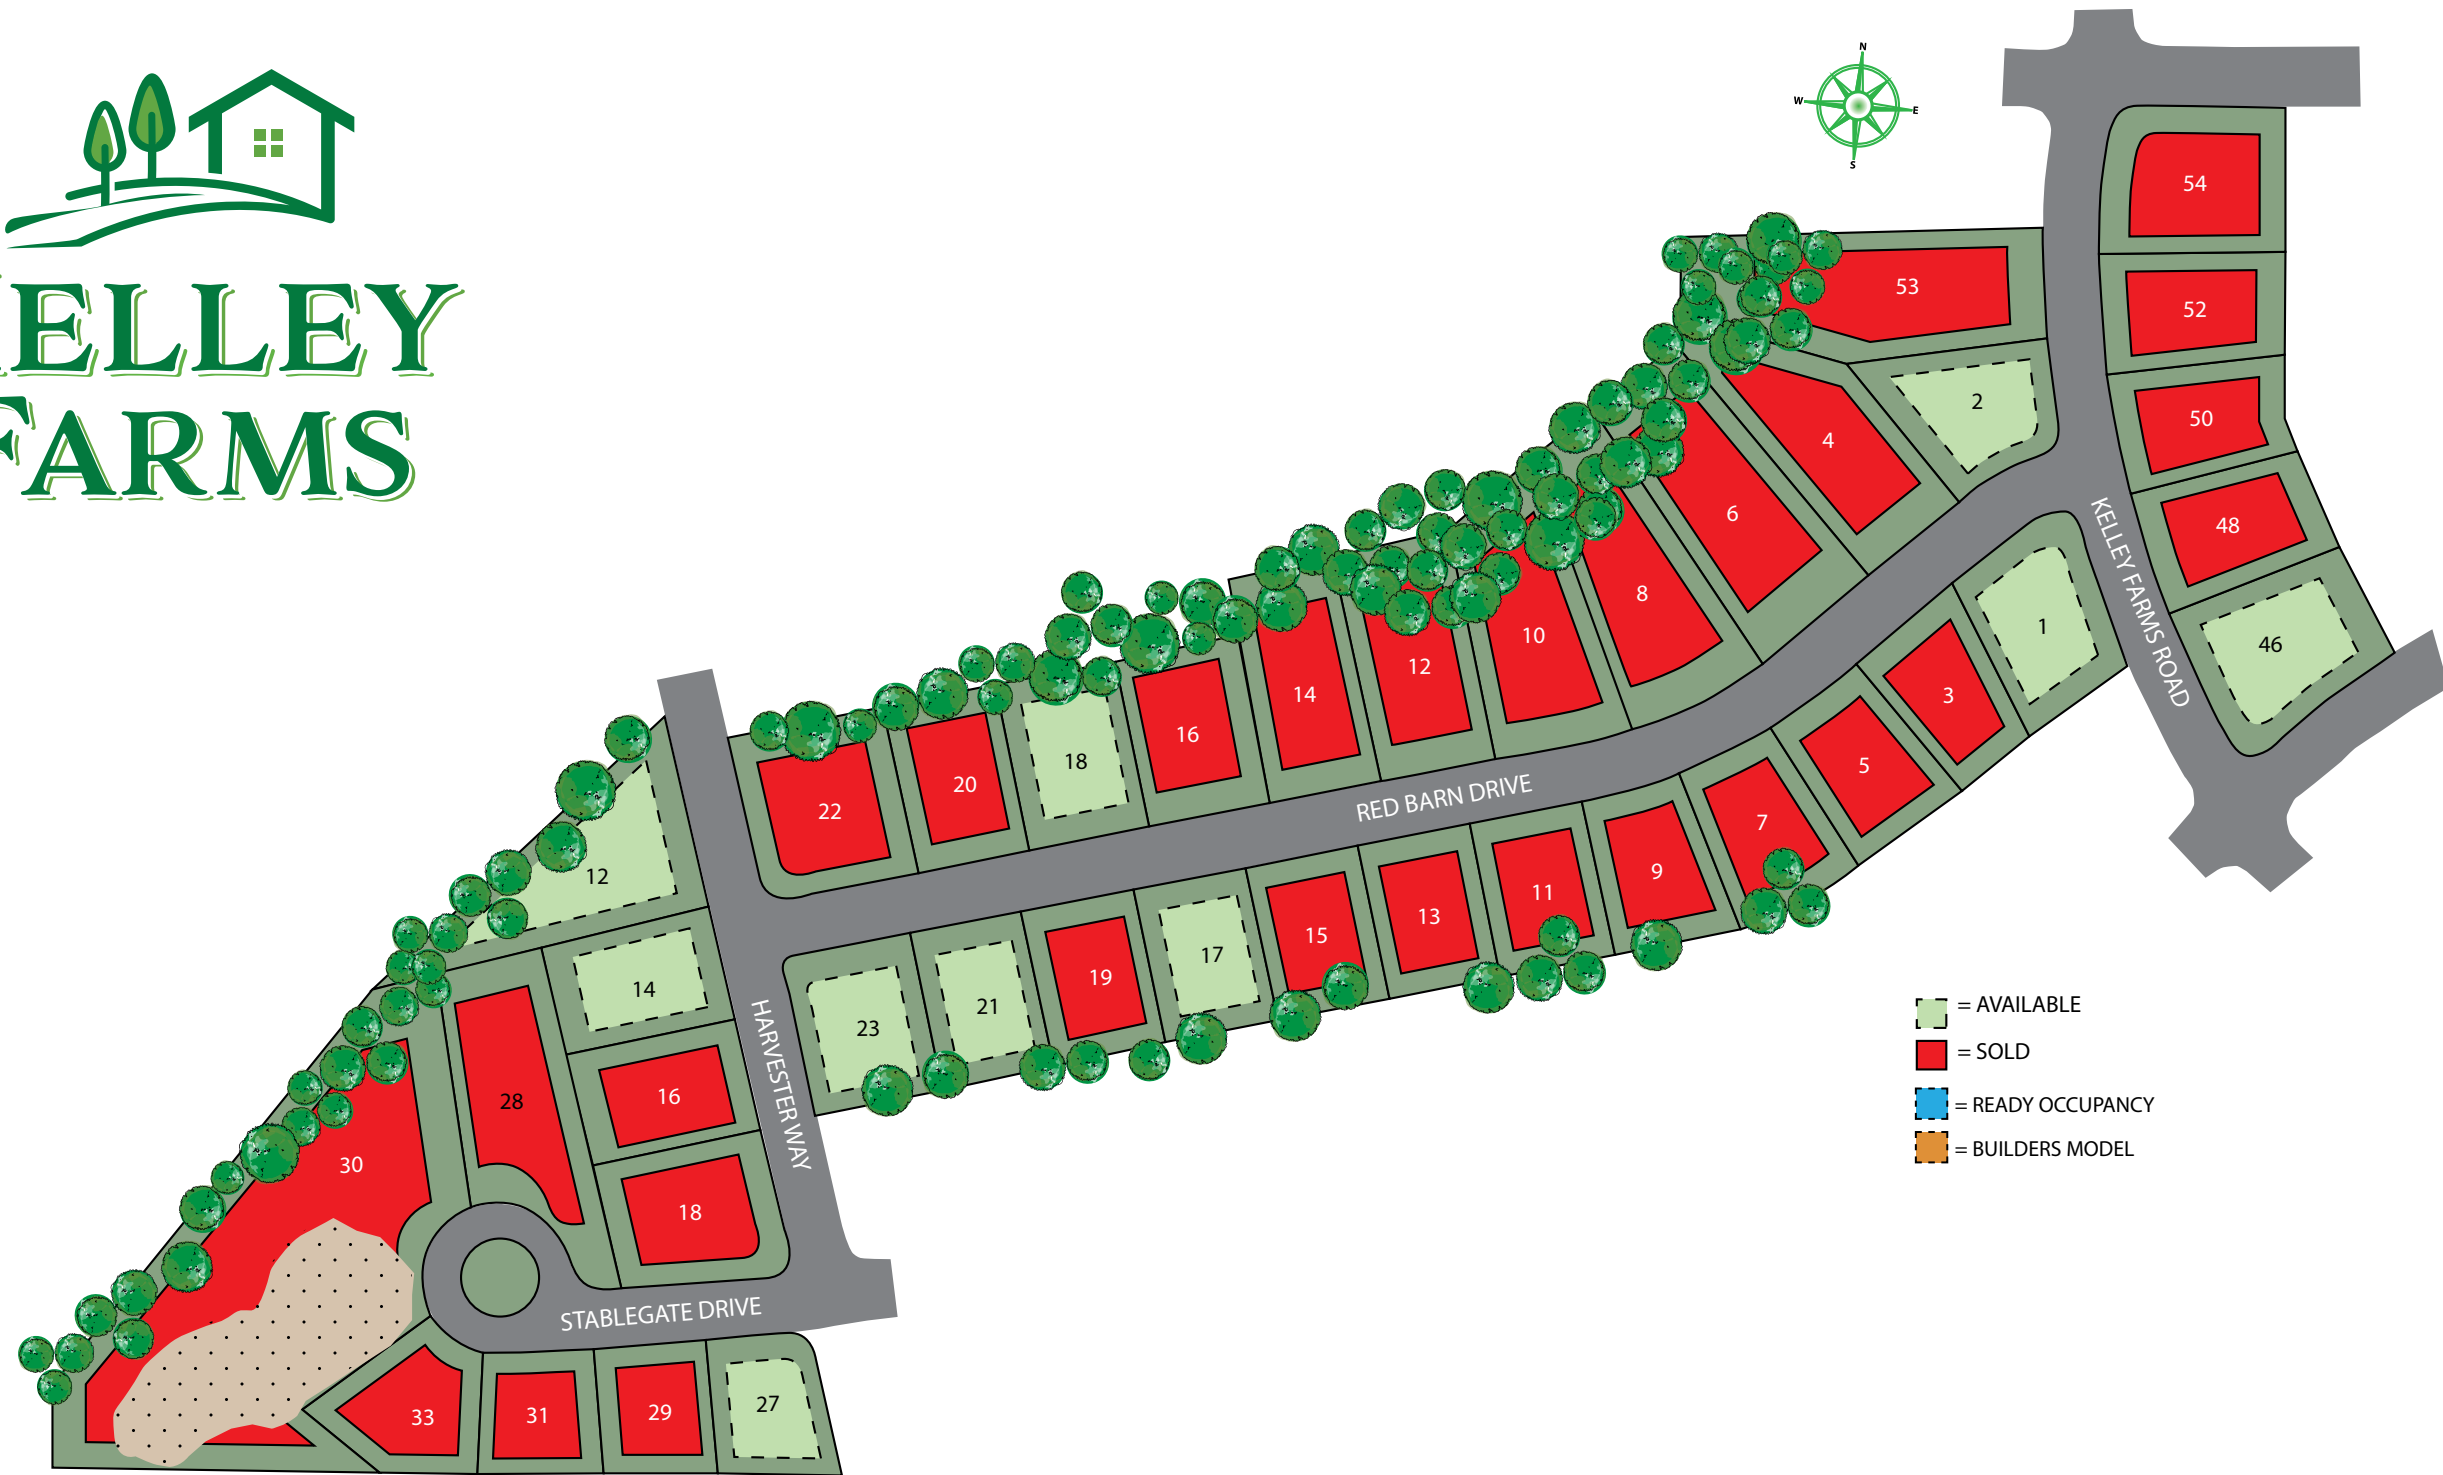 KELLEY
FARMS
N
W
E
S
54
53
52
2
50
4
48
6
KELLEY FARMS ROAD
8
1
10
46
12
14
3
16
18
5
20
RED BARN DRIVE
22
7
12
9
11
13
15
17
19
14
21
23
HARVESTER WAY
28
16
30
18
STABLEGATE DRIVE
33
31
29
27
= AVAILABLE
= SOLD
= READY OCCUPANCY
= BUILDERS MODEL